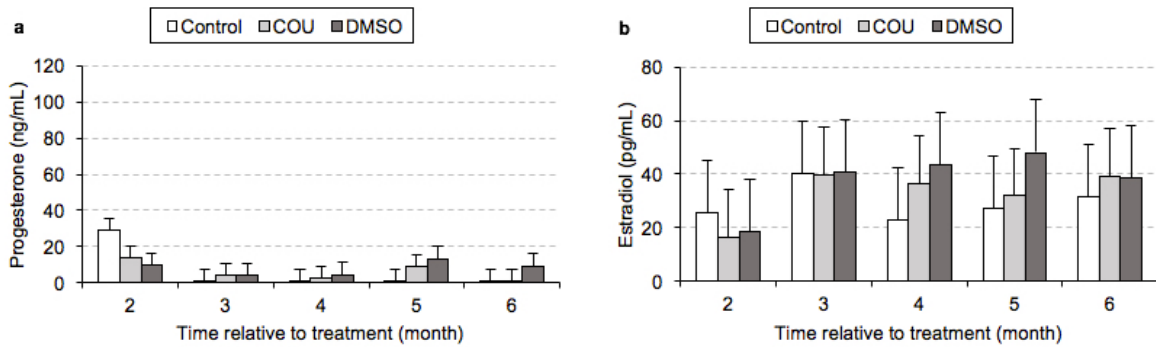 a
Control COU DMSO
Progesterone (ng/mL)
120
100
80
60
40
20
0
2 3 4 5 6
Time relative to treatment (month)
b
Control COU DMSO
Estradiol (pg/mL)
80
60
40
20
0
2 3 4 5 6
Time relative to treatment (month)